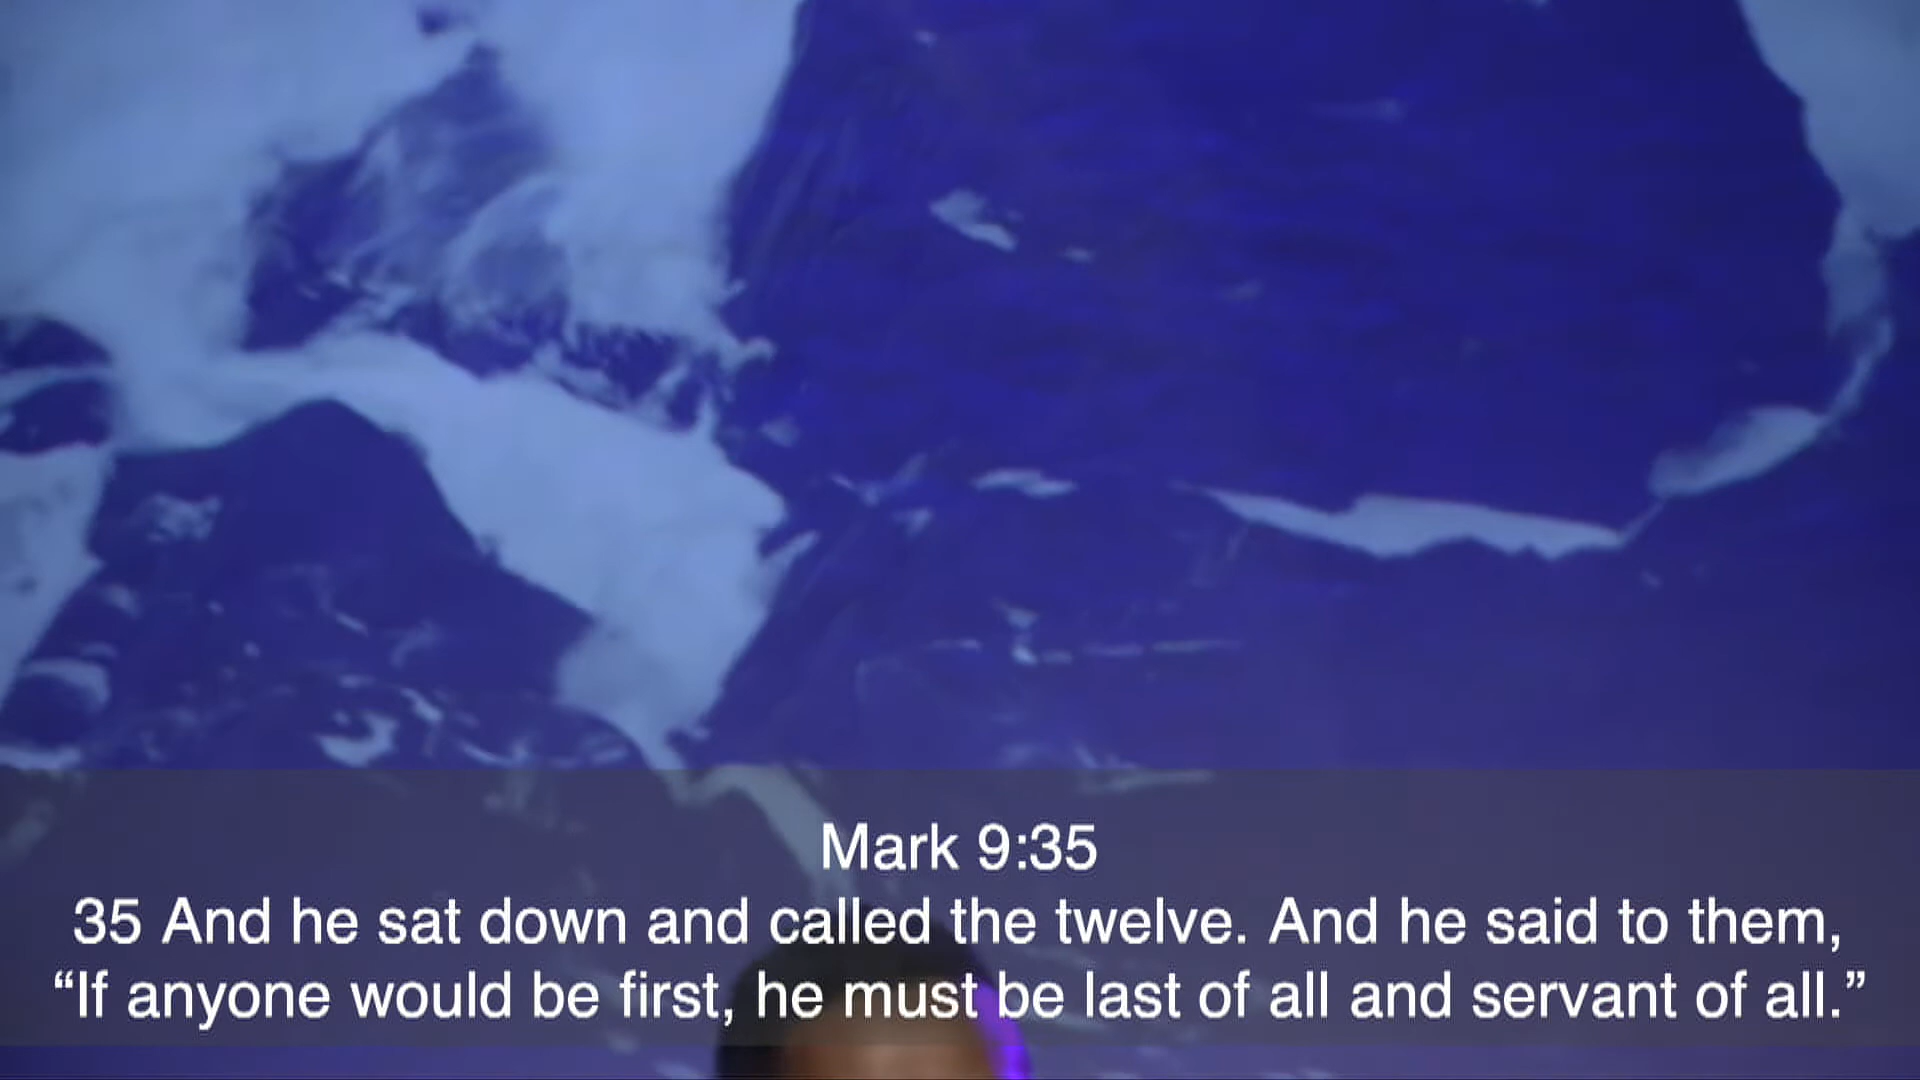 Mark 9:35
35 And he sat down and called the twelve. And he said to them,
“If anyone would be first, he must be last of all and servant of all.”